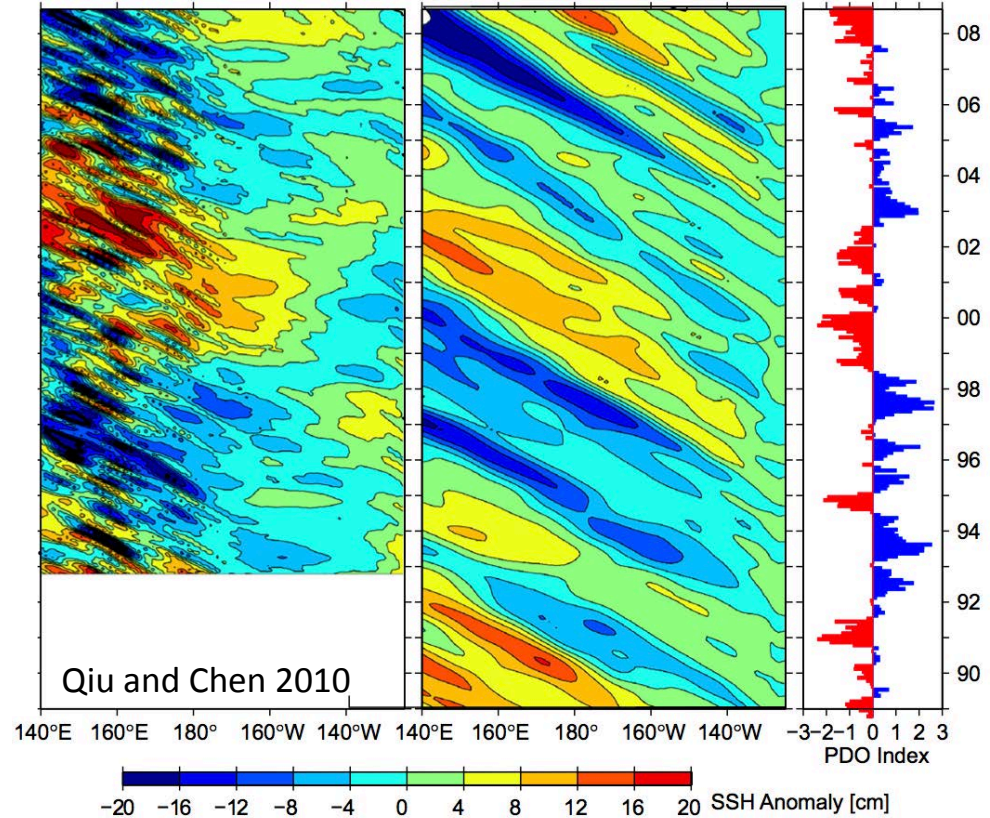 08
06
04
02
00
98
96
94
92
90
Qiu and Chen 2010
140°E 160°E 180° 160°W 140°W
140°E 160°E 180° 160°W 140°W
−3−2−1 0 1 2 3
PDO Index
−20 −16 −12 −8 −4 0 4 8 12 16 20 SSH Anomaly [cm]